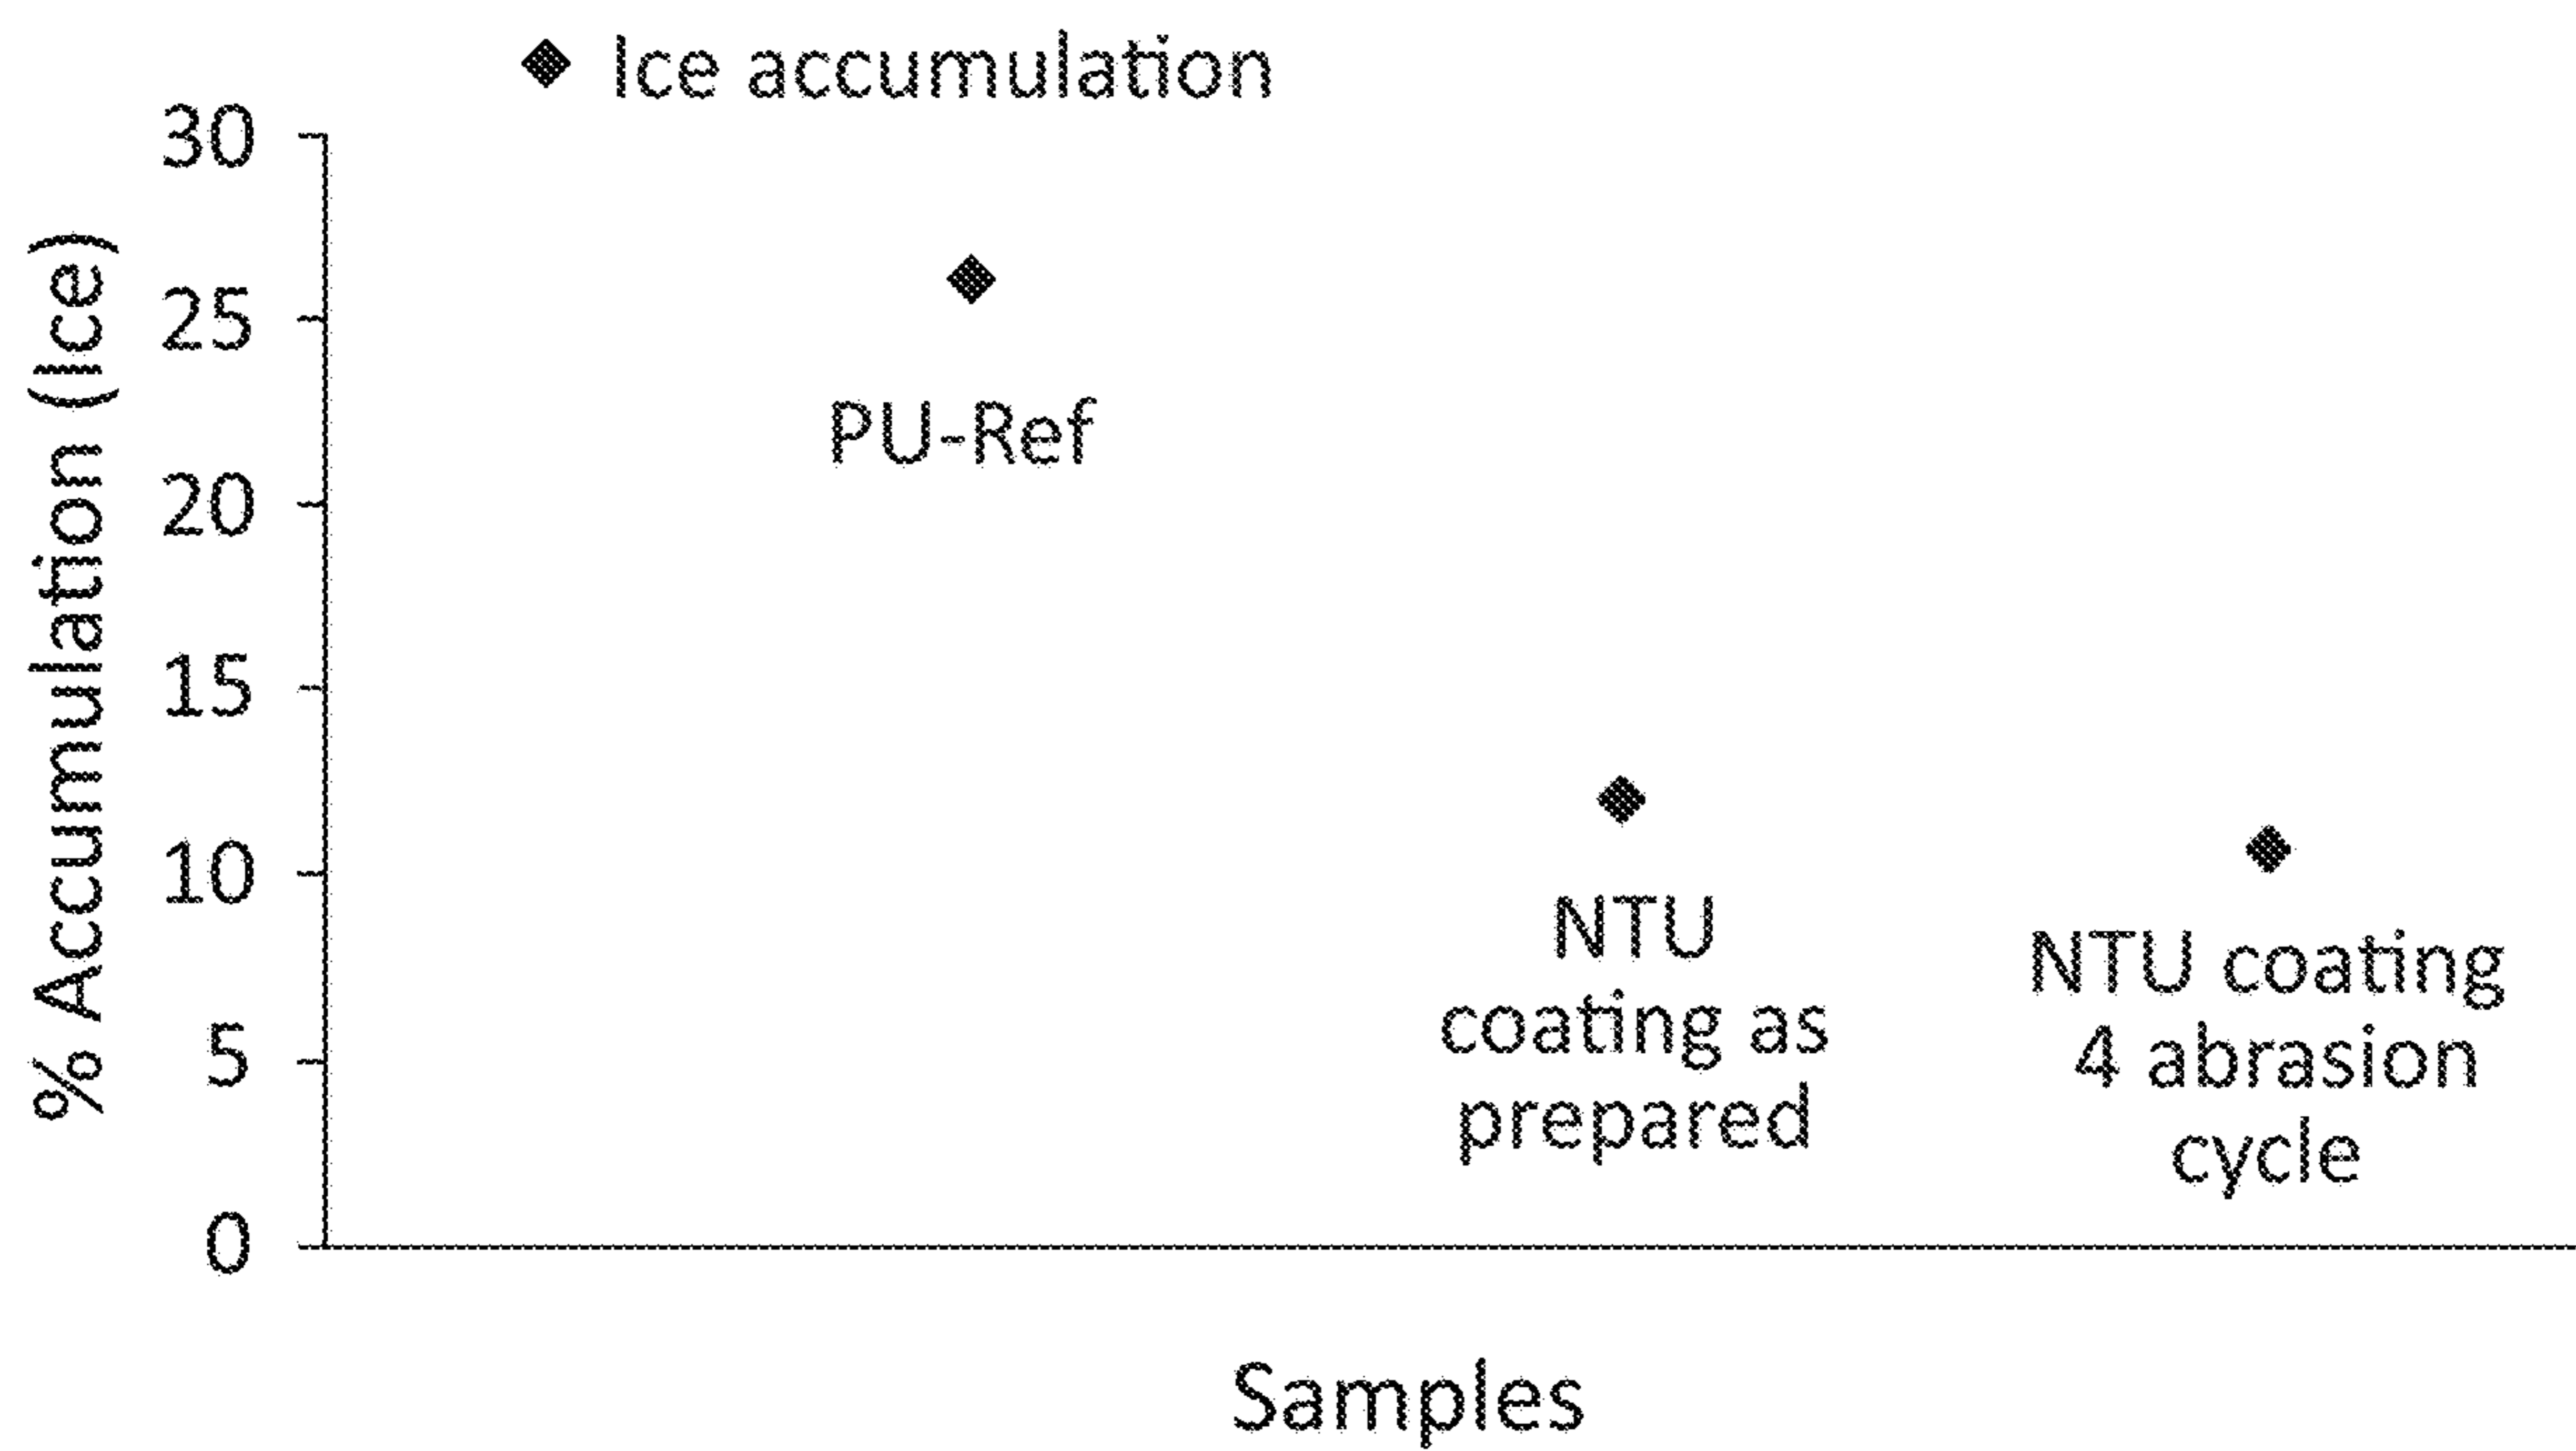 Ice accumulation
30
25
20
15
10
5
0
% Accumulation (Ice)
PU-Ref
NTU
coating as
prepared
NTU coating
4 abrasion
cycle
Samples